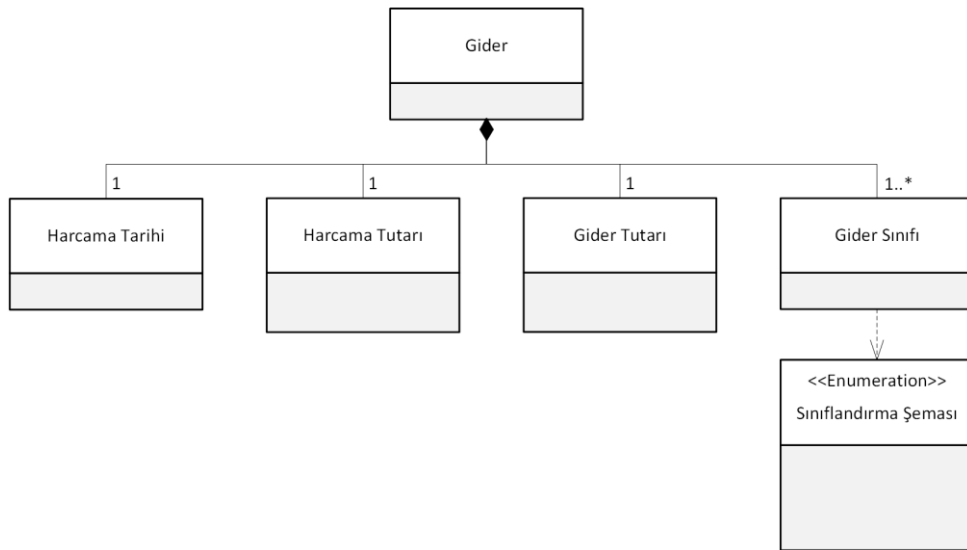 Gider
1
1
1
1..*
Harcama Tarihi
Harcama Tutarı
Gider Tutarı
Gider Sınıfı
<<Enumeration>>
Sınıflandırma Şeması